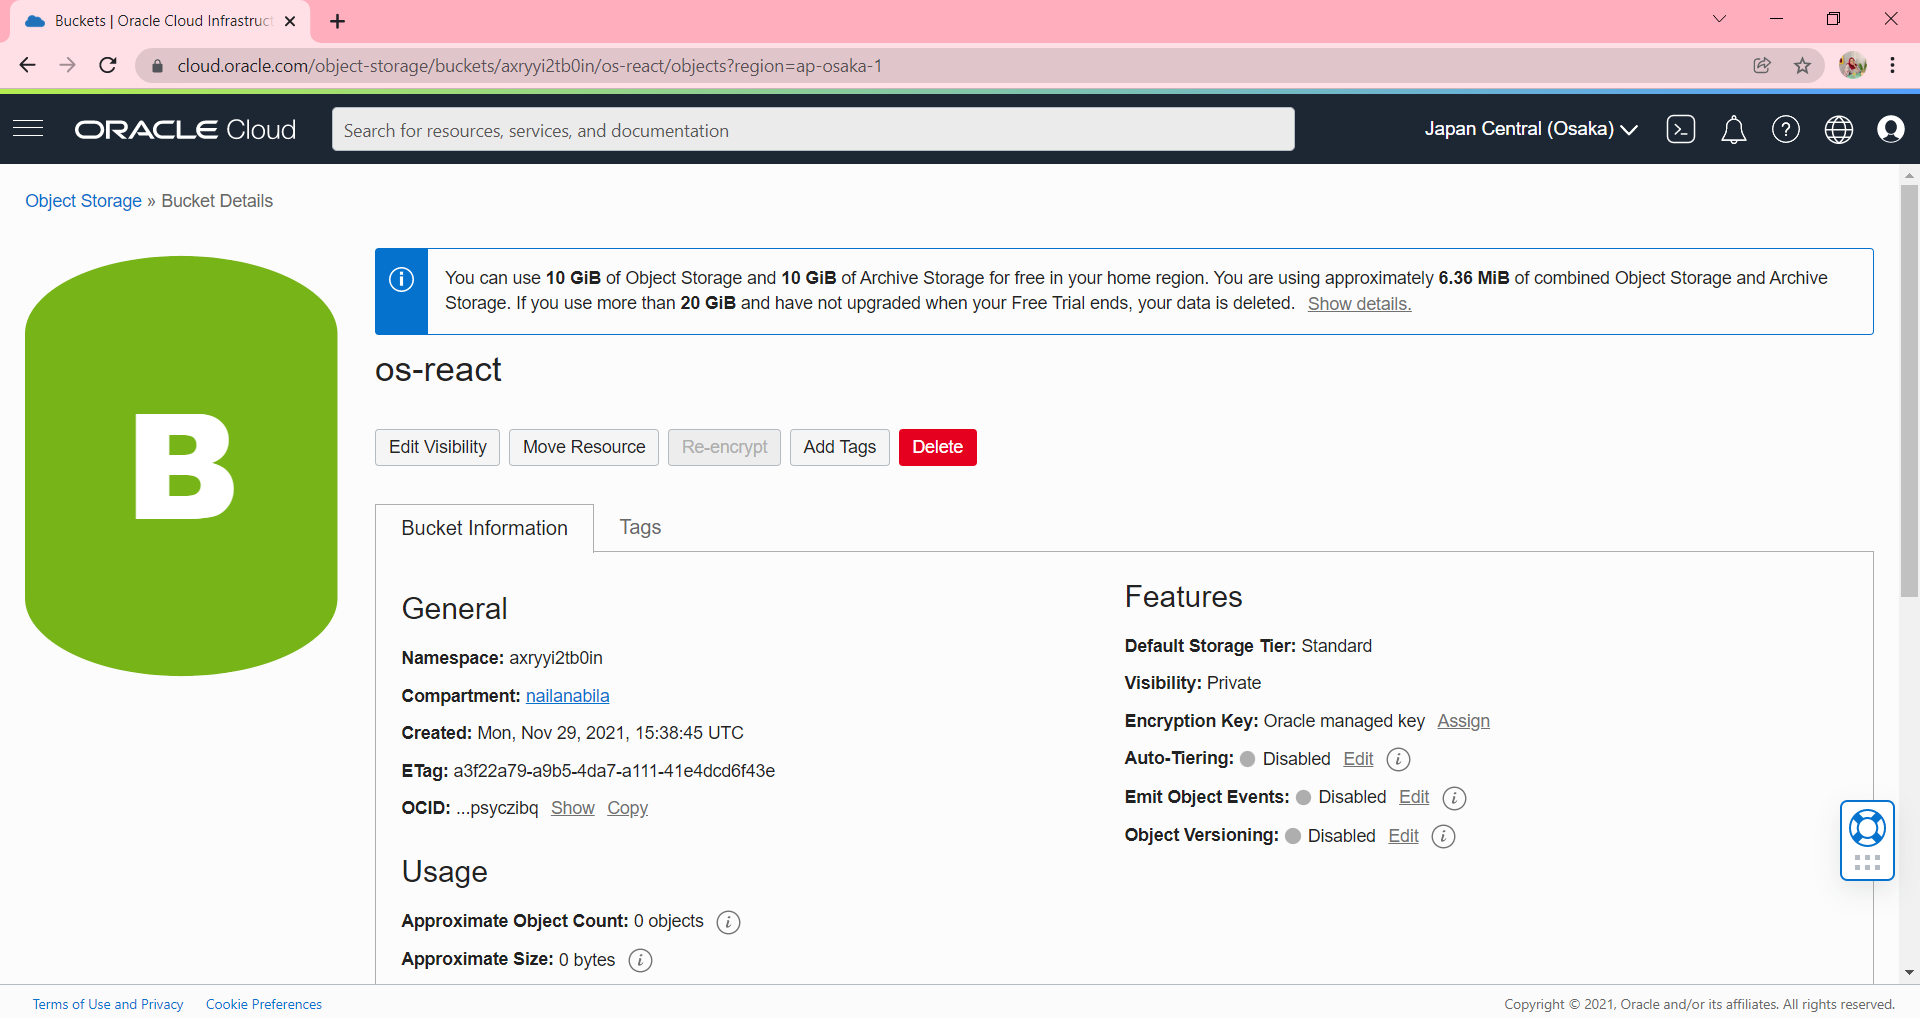 Buckets | Oracle Cloud Infrastruct
cloud.oracle.com/object-storage/buckets/axryyi2tb0in/os-react/objects?region=ap-osaka-1
ORACLE Cloud
Search for resources, services, and documentation
Japan Central (Osaka)
Object Storage » Bucket Details
B
You can use 10 GiB of Object Storage and 10 GiB of Archive Storage for free in your home region. You are using approximately 6.36 MiB of combined Object Storage and Archive
Storage. If you use more than 20 GiB and have not upgraded when your Free Trial ends, your data is deleted. Show details.
os-react
Edit Visibility
Move Resource
Re-encrypt
Add Tags
Delete
Bucket Information
Tags
General
Namespace: axryyi2tb0in
Compartment: nailanabila
Created: Mon, Nov 29, 2021, 15:38:45 UTC
ETag: a3f22a79-a9b5-4da7-a111-41e4dcd6f43e
OCID: ...psyczibq Show Copy
Usage
Approximate Object Count: 0 objects
Approximate Size: 0 bytes
Features
Default Storage Tier: Standard
Visibility: Private
Encryption Key: Oracle managed key Assign
Auto-Tiering: Disabled Edit
Emit Object Events: Disabled Edit
Object Versioning: Disabled Edit
Terms of Use and Privacy
Cookie Preferences
Copyright © 2021, Oracle and/or its affiliates. All rights reserved.